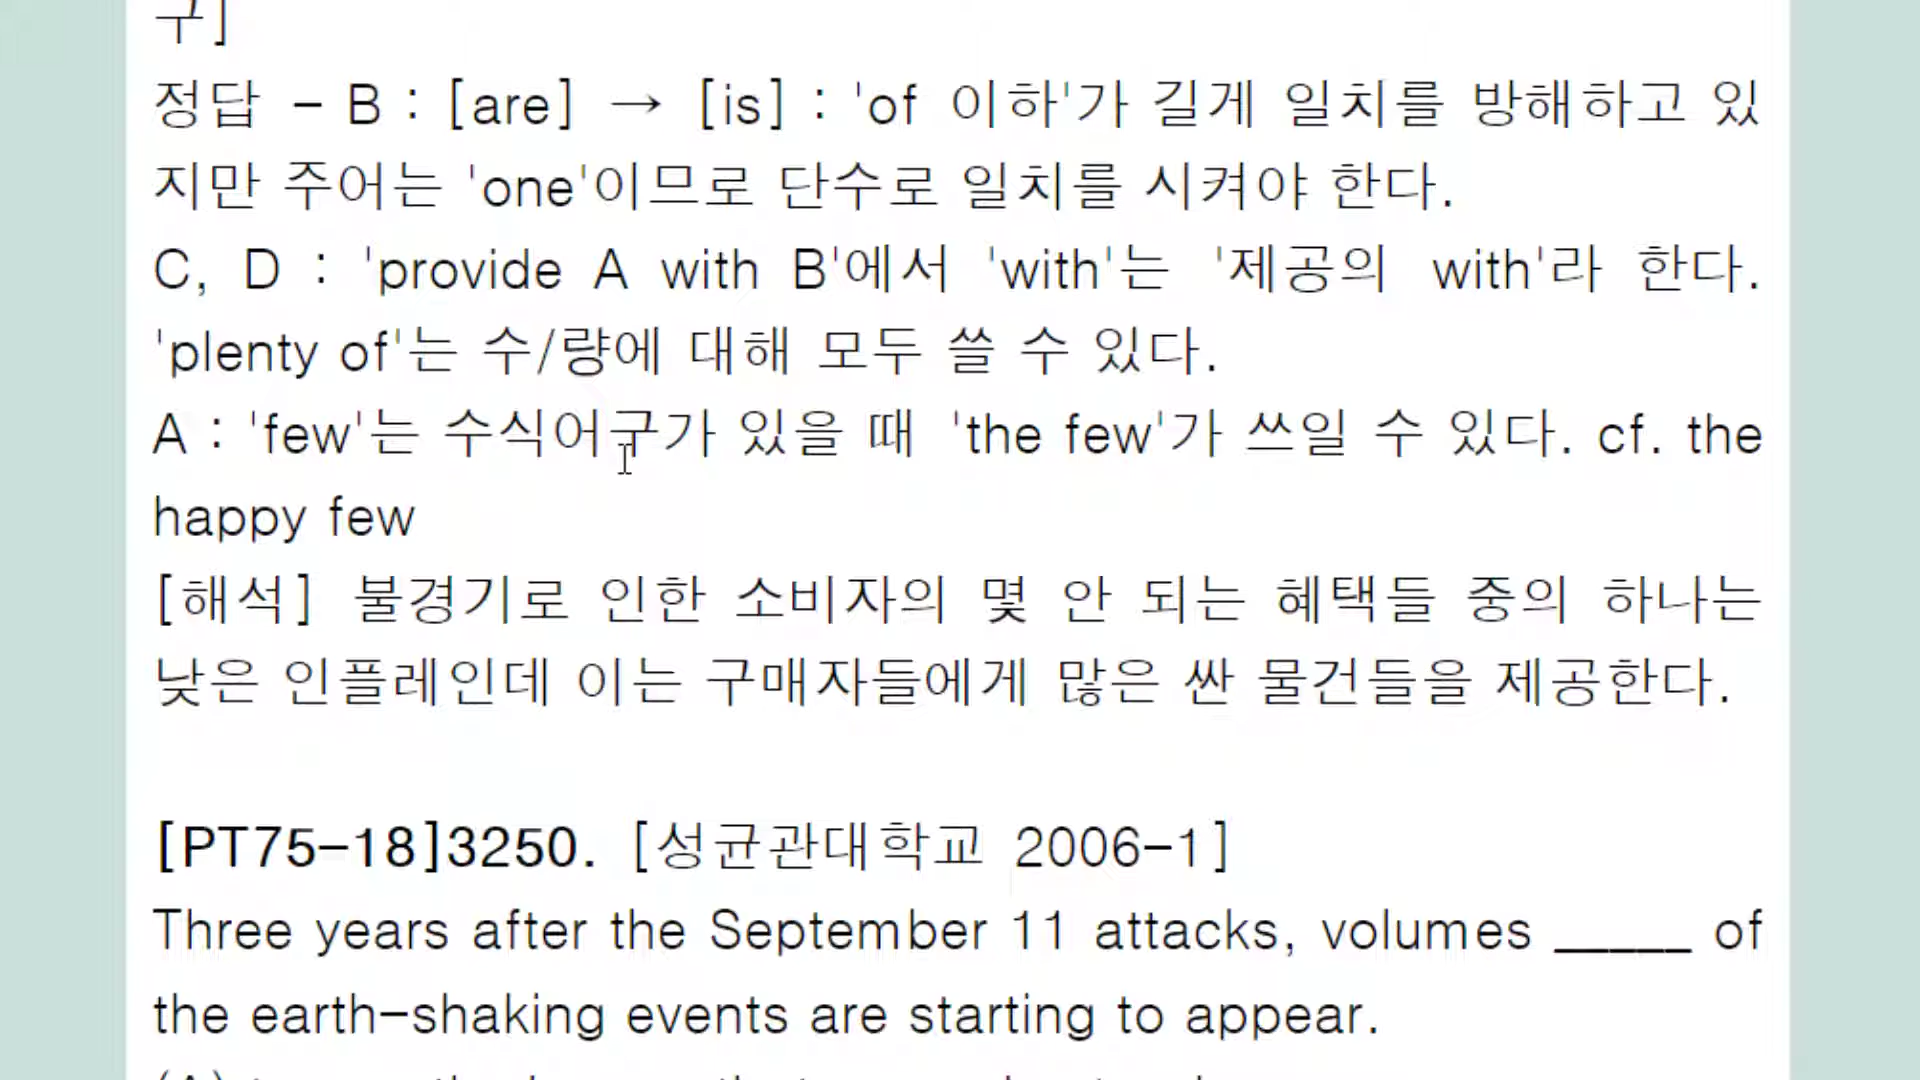 구]
정답 - B : [are] → [is] : 'of 이하'가 길게 일치를 방해하고 있
지만 주어는 'one'이므로 단수로 일치를 시켜야 한다.
C, D : 'provide A with B'에서 'with'는 '제공의 with'라 한다.
'plenty of'는 수/량에 대해 모두 쓸 수 있다.
A : 'few'는 수식어구가 있을 때 'the few'가 쓰일 수 있다. cf. the
happy few
[해석] 불경기로 인한 소비자의 몇 안 되는 혜택들 중의 하나는
낮은 인플레인데 이는 구매자들에게 많은 싼 물건들을 제공한다.
[PT75-18]3250. [성균관대학교 2006-1]
Three years after the September 11 attacks, volumes _____ of
the earth-shaking events are starting to appear.